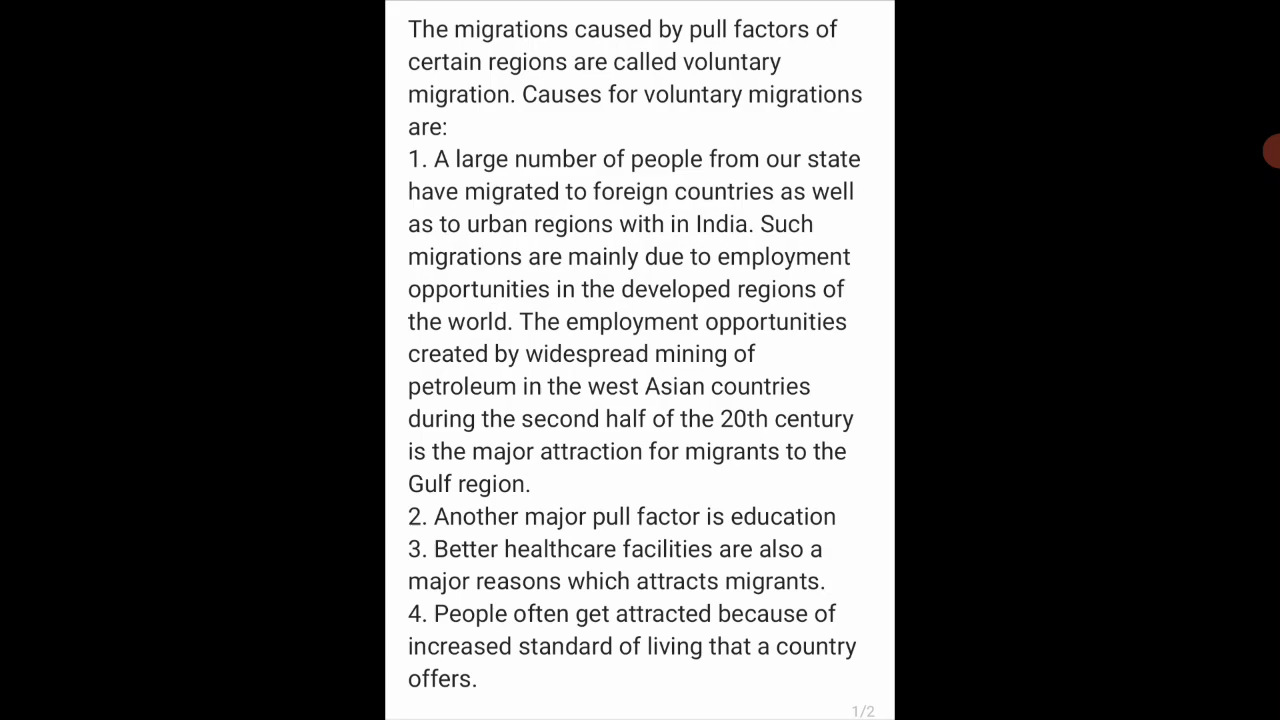 The migrations caused by pull factors of
certain regions are called voluntary
migration. Causes for voluntary migrations
are:
1. A large number of people from our state
have migrated to foreign countries as well
as to urban regions with in India. Such
migrations are mainly due to employment
opportunities in the developed regions of
the world. The employment opportunities
created by widespread mining of
petroleum in the west Asian countries
during the second half of the 20th century
is the major attraction for migrants to the
Gulf region.
2. Another major pull factor is education
3. Better healthcare facilities are also a
major reasons which attracts migrants.
4. People often get attracted because of
increased standard of living that a country
offers.
1/2